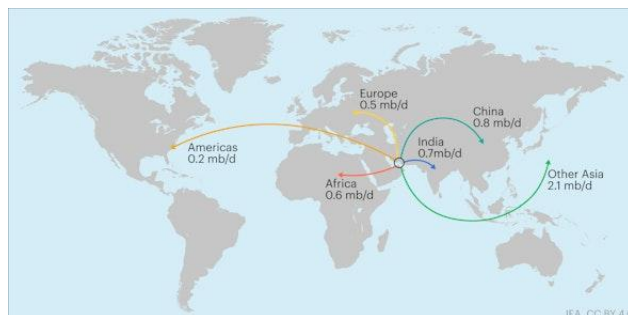 Europe
0.5 mb/d
China
0.8 mb/d
Americas
0.2 mb/d
India
0.7mb/d
Africa
0.6 mb/d
Other Asia
2.1 mb/d
IEA. CC BY 4.